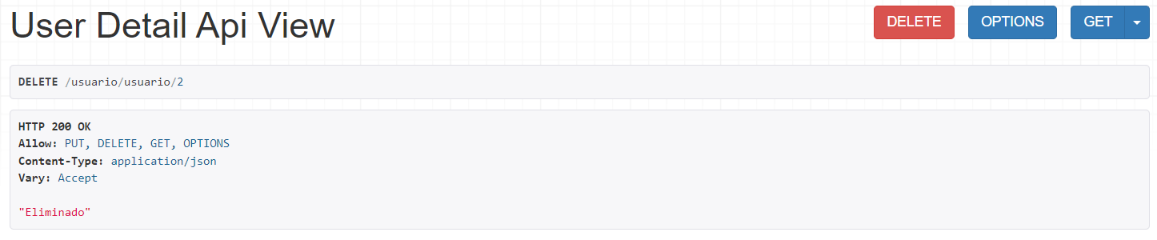 User Detail Api View
DELETE
OPTIONS
GET
DELETE /usuario/usuario/2
HTTP 200 OK
Allow: PUT, DELETE, GET, OPTIONS
Content-Type: application/json
Vary: Accept
"Eliminado"